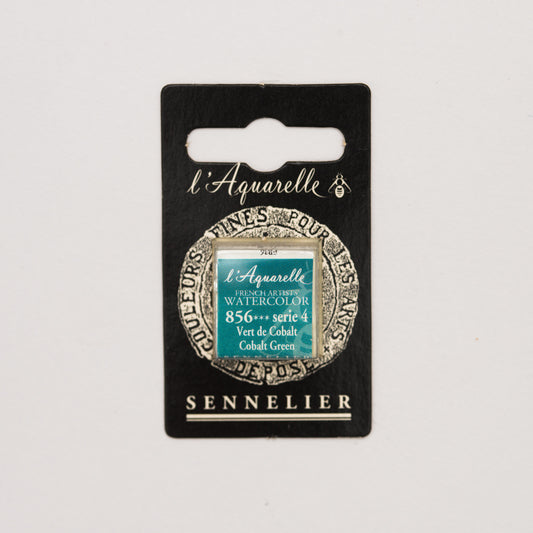 l'Aquarelle
COULEURS FINES POUR LES ARTS
DÉPOSÉ
l'Aquarelle
FRENCH ARTISTS'
WATERCOLOR
856*** serie 4
Vert de Cobalt
Cobalt Green
SENNELIER